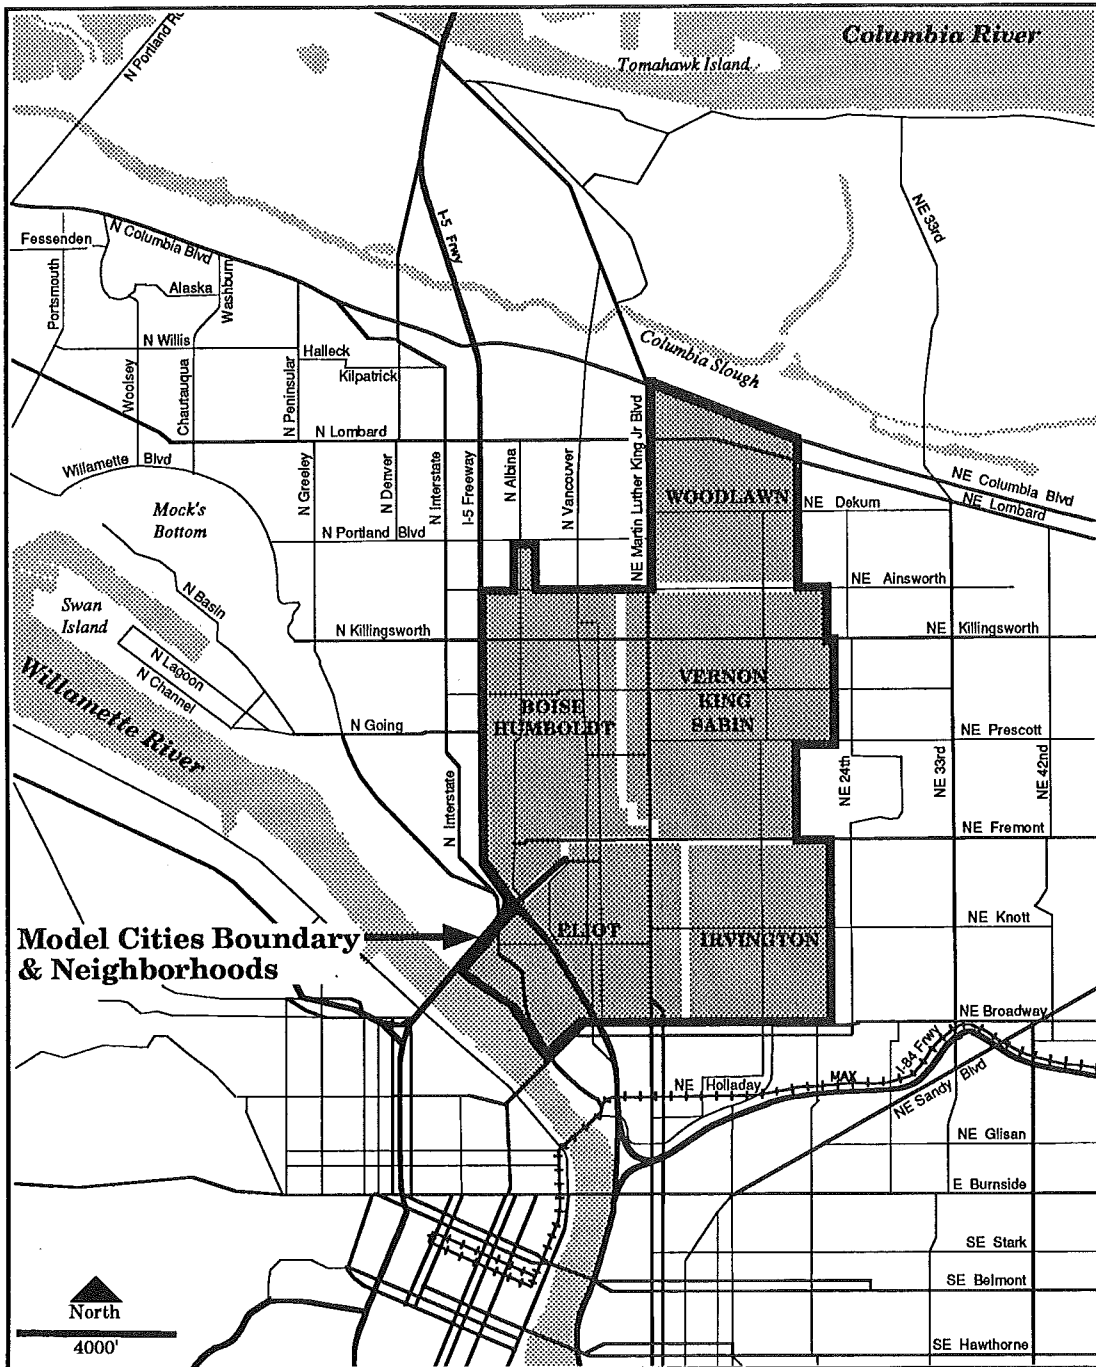 N Portland R
Columbia River
Tomahawk Island
NE 33rd
I-5 Frwy
Fessenden
N Columbia Blvd
Portsmouth
Alaska
Washburn
N Willis
Halleck
Kilpatrick
Woolsey
Chautauqua
N Peninsular
Columbia Slough
N Lombard
NE Martin Luther King Jr Blvd
Willamette Blvd
N Greeley
N Denver
N Interstate
I-5 Freeway
N Albina
N Vancouver
WOODLAWN
NE Columbia Blvd
NE Lombard
NE Dekum
Mock's
Bottom
N Portland Blvd
NE Ainsworth
N Basin
Swan
Island
N Killingsworth
NE Killingsworth
N Lagoon
N Channel
Willamette River
VERNON
KING
SABIN
BOISE
HUMBOLDT
N Going
NE Prescott
N Interstate
NE 24th
NE 33rd
NE 42nd
NE Fremont
NE Knott
ELIOT
IRVINGTON
Model Cities Boundary
& Neighborhoods
NE Broadway
I-84 Frwy
MAX
NE Holladay
NE Sandy Blvd
NE Glisan
E Burnside
SE Stark
SE Belmont
North
4000'
SE Hawthorne